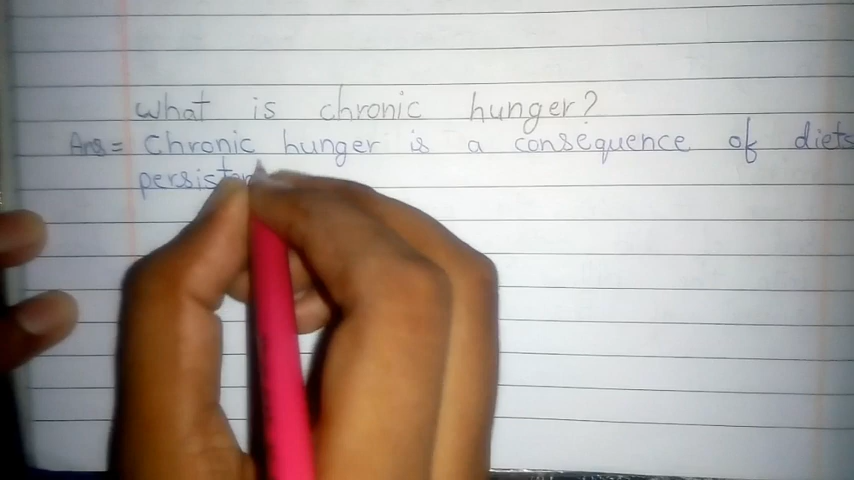 What is chronic hunger?
Ans = Chronic hunger is a consequence of diets